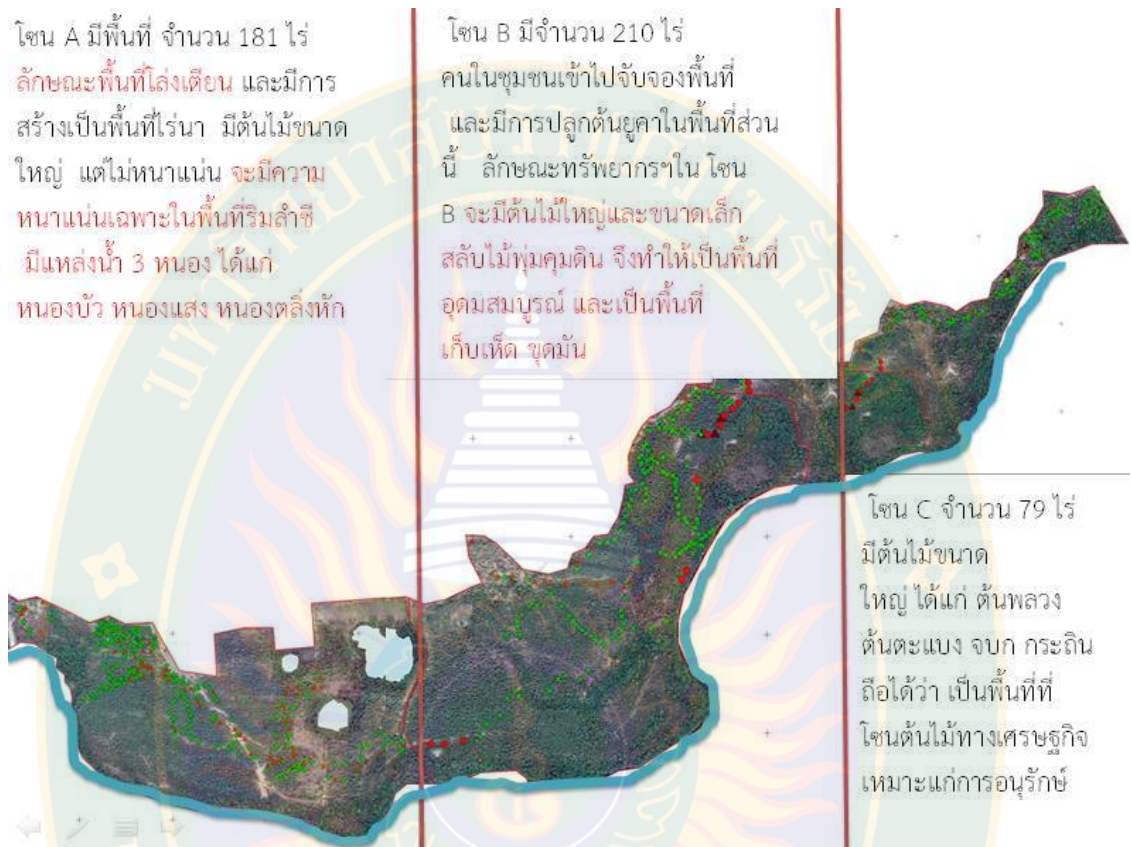 โซน A มีพื้นที่ จำนวน 181 ไร่
ลักษณะพื้นที่โล่งเตียน และมีการ
สร้างเป็นพื้นที่ไร่นา มีต้นไม้ขนาด
ใหญ่ แต่ไม่หนาแน่น จะมีความ
หนาแน่นเฉพาะในพื้นที่ริมลำชี
มีแหล่งน้ำ 3 หนอง ได้แก่
หนองบัว หนองแสง หนองตลิ่งหัก
โซน B มีจำนวน 210 ไร่
คนในชุมชนเข้าไปจับจองพื้นที่
และมีการปลูกต้นยูคาในพื้นที่ส่วน
นี้ ลักษณะทรัพยากรฯใน โซน
B จะมีต้นไม้ใหญ่และขนาดเล็ก
สลับไม้พุ่มคุมดิน จึงทำให้เป็นพื้นที่
อุดมสมบูรณ์ และเป็นพื้นที่
เก็บเห็ด ขุดมัน
โซน C จำนวน 79 ไร่
มีต้นไม้ขนาด
ใหญ่ ได้แก่ ต้นพลวง
ต้นตะแบง จบก กระถิน
ถือได้ว่า เป็นพื้นที่ที่
โซนต้นไม้ทางเศรษฐกิจ
เหมาะแก่การอนุรักษ์